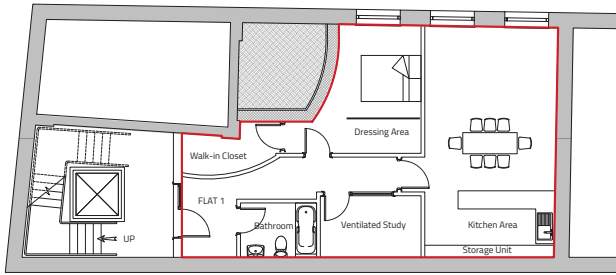 Dressing Area
Walk-in Closet
FLAT 1
Bathroom
Ventilated Study
Kitchen Area
UP
Storage Unit